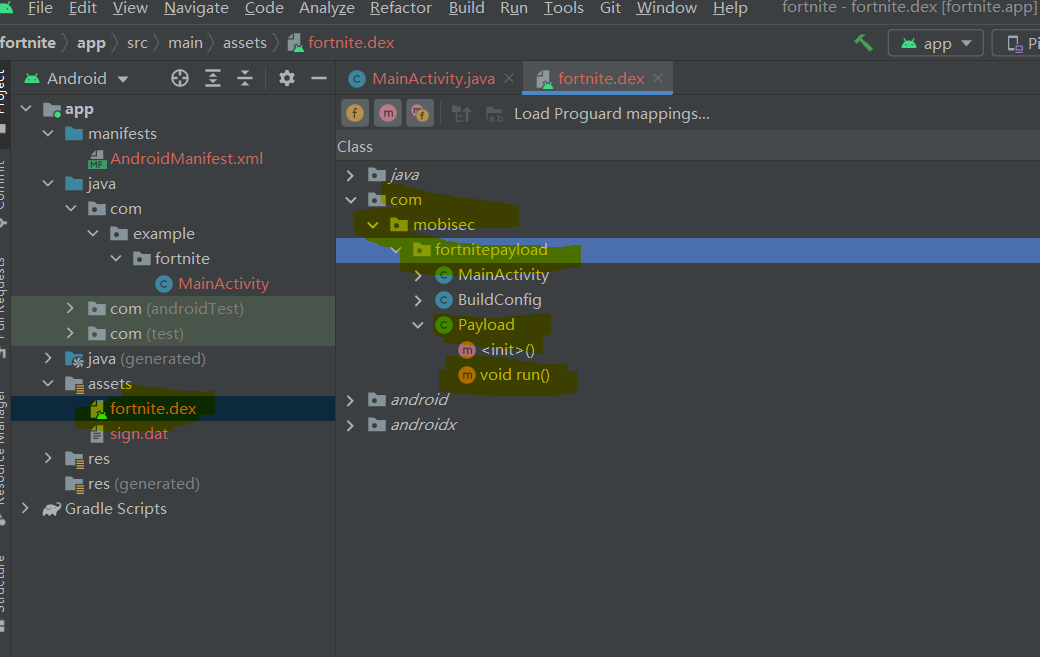 File Edit View Navigate Code Analyze Refactor Build Run Tools Git Window Help fortnite - fortnite.dex [fortnite.app]
fortnite app src main assets fortnite.dex app
Android MainActivity.java fortnite.dex
Load Proguard mappings...
Class
app
manifests
AndroidManifest.xml
java
com
example
fortnite
MainActivity
com (androidTest)
com (test)
java (generated)
assets
fortnite.dex
sign.dat
res
res (generated)
Gradle Scripts
java
com
mobisec
fortnitepayload
MainActivity
BuildConfig
Payload
<init>()
void run()
android
androidx
Project
Commit
Pull Requests
Resource Manager
Structure